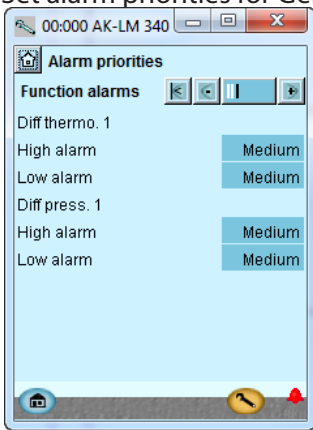 00:000 AK-LM 340
Alarm priorities
Function alarms
Diff thermo. 1
High alarm Medium
Low alarm Medium
Diff press. 1
High alarm Medium
Low alarm Medium